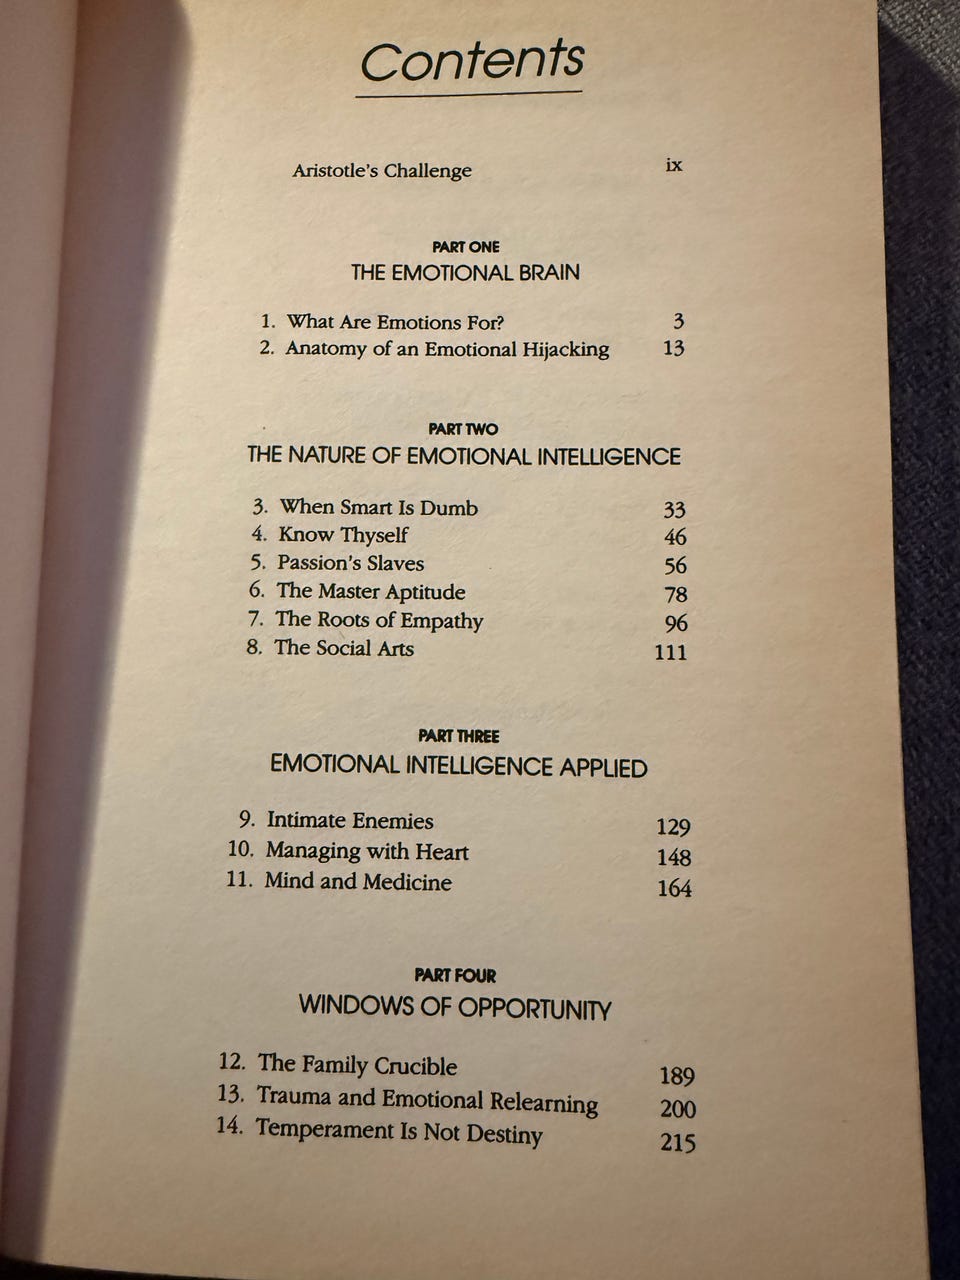 Contents
Aristotle's Challenge ix
PART ONE
THE EMOTIONAL BRAIN
1. What Are Emotions For? 3
2. Anatomy of an Emotional Hijacking 13
PART TWO
THE NATURE OF EMOTIONAL INTELLIGENCE
3. When Smart Is Dumb 33
4. Know Thyself 46
5. Passion's Slaves 56
6. The Master Aptitude 78
7. The Roots of Empathy 96
8. The Social Arts 111
PART THREE
EMOTIONAL INTELLIGENCE APPLIED
9. Intimate Enemies 129
10. Managing with Heart 148
11. Mind and Medicine 164
PART FOUR
WINDOWS OF OPPORTUNITY
12. The Family Crucible 189
13. Trauma and Emotional Relearning 200
14. Temperament Is Not Destiny 215